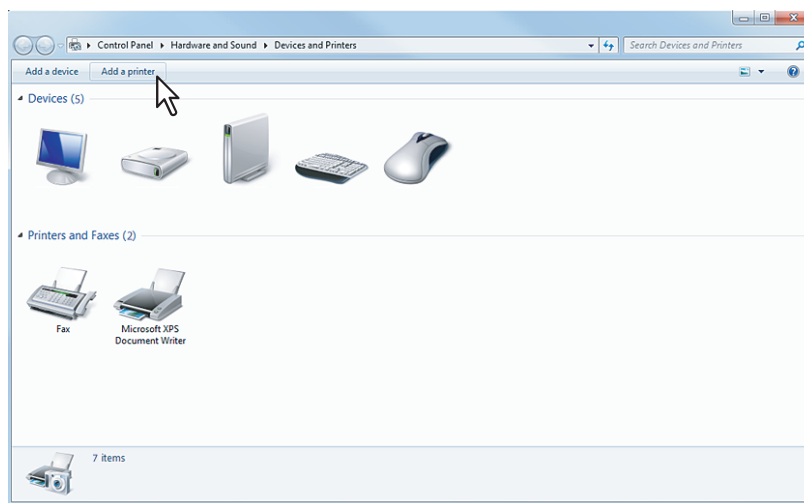 Control Panel Hardware and Sound Devices and Printers Search Devices and Printers
Add a device Add a printer
Devices (5)
Printers and Faxes (2)
Fax
Microsoft XPS
Document Writer
7 items